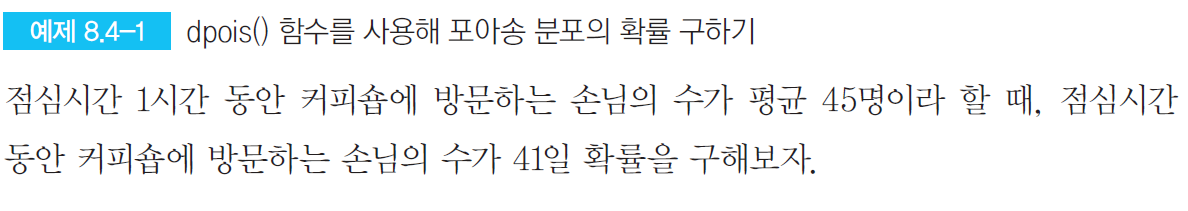 예제 8.4-1 dpois() 함수를 사용해 포아송 분포의 확률 구하기
점심시간 1시간 동안 커피숍에 방문하는 손님의 수가 평균 45명이라 할 때, 점심시간
동안 커피숍에 방문하는 손님의 수가 41일 확률을 구해보자.